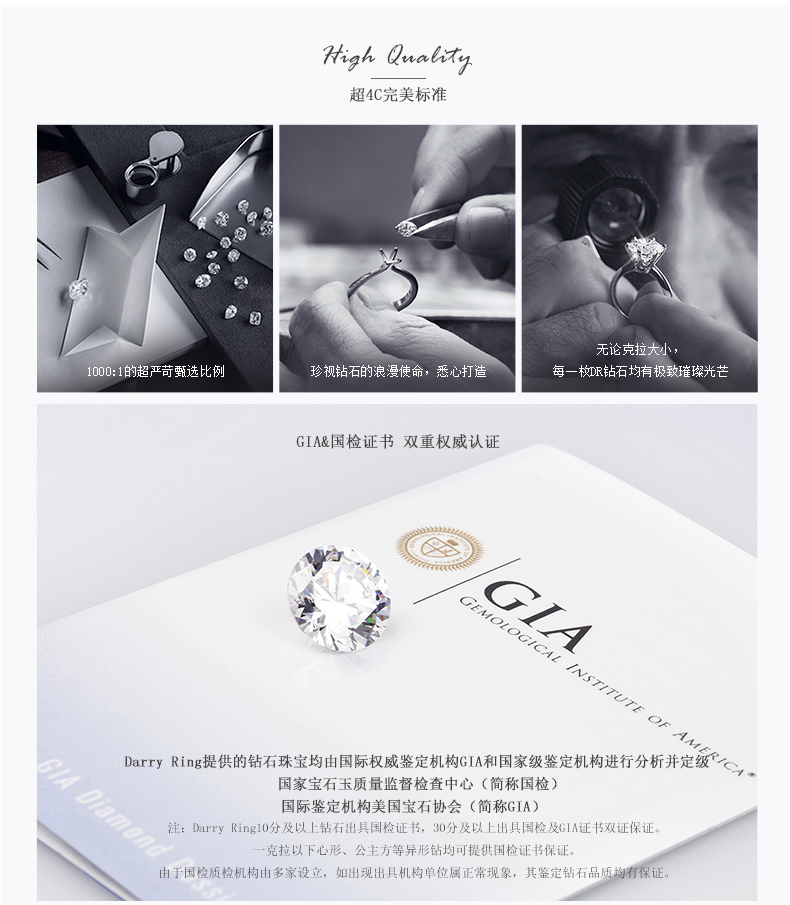 High Quality
超4C完美标准
1000:1的超严苛甄选比例
珍视钻石的浪漫使命，悉心打造
无论克拉大小，
每一枚DR钻石均有极致璀璨光芒
GIA&国检证书 双重权威认证
GIA
GEMOLOGICAL INSTITUTE OF AMERICA®
Darry Ring提供的钻石珠宝均由国际权威鉴定机构GIA和国家级鉴定机构进行分析并定级
国家宝石玉质量监督检查中心（简称国检）
国际鉴定机构美国宝石协会（简称GIA）
注：Darry Ring10分及以上钻石出具国检证书，30分及以上出具国检及GIA证书双证保证。
一克拉以下心形、公主方等异形钻均可提供国检证书保证。
由于国检质检机构由多家设立，如出现出具机构单位属正常现象，其鉴定钻石品质均有保证。
GIA Diamond Dossi